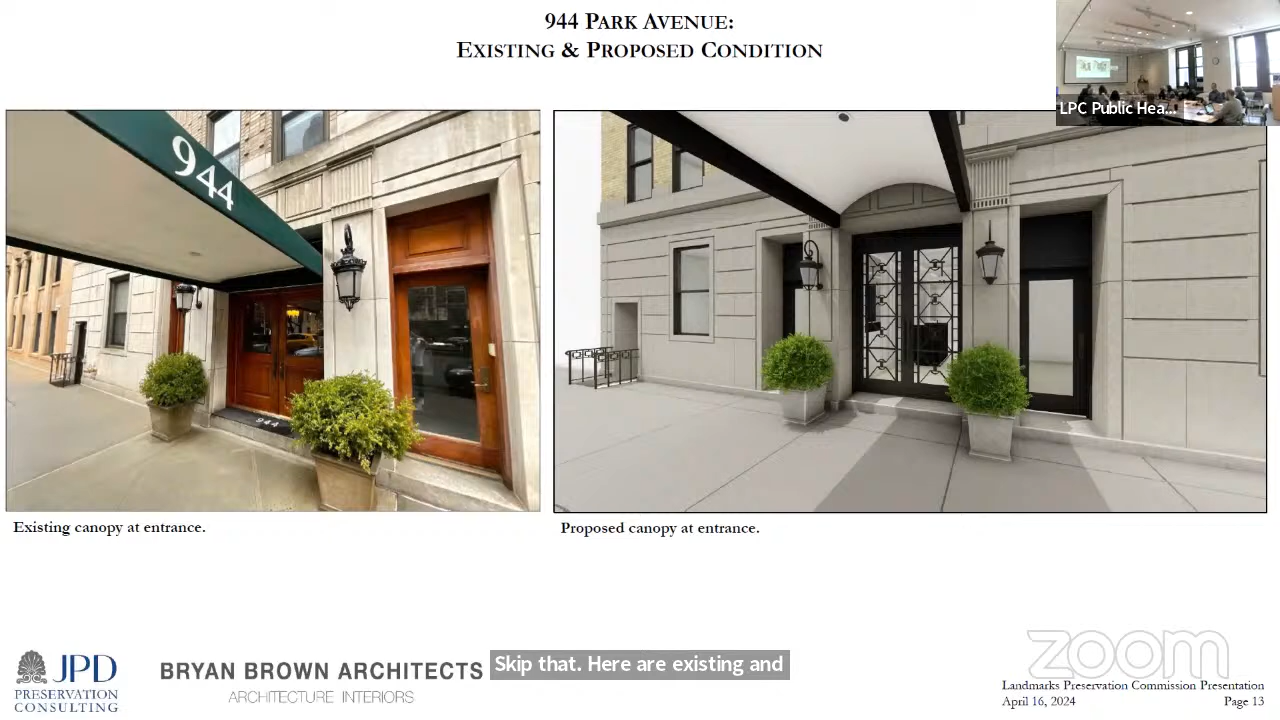 944 PARK AVENUE:
EXISTING & PROPOSED CONDITION
LPC Public Hea...
944
944
Existing canopy at entrance.
Proposed canopy at entrance.
JPD
PRESERVATION
CONSULTING
BRYAN BROWN ARCHITECTS
ARCHITECTURE INTERIORS
Skip that. Here are existing and
zoom
Landmarks Preservation Commission Presentation
April 16, 2024 Page 13